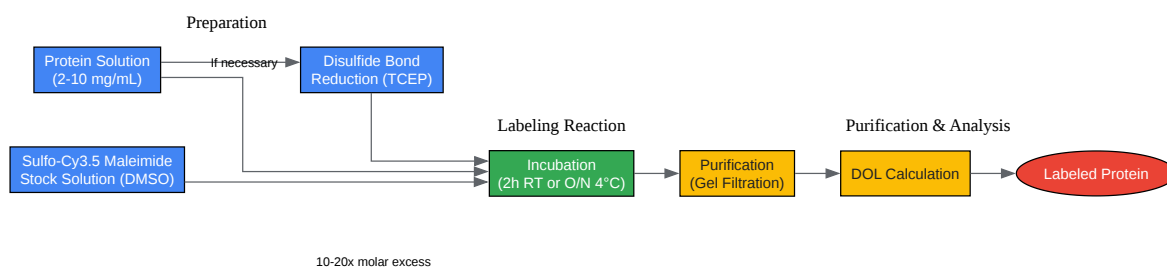 Preparation
Protein Solution
(2-10 mg/mL)
If necessary
Disulfide Bond
Reduction (TCEP)
Sulfo-Cy3.5 Maleimide
Stock Solution (DMSO)
Labeling Reaction
Incubation
(2h RT or O/N 4°C)
Purification & Analysis
Purification
(Gel Filtration)
DOL Calculation
Labeled Protein
10-20x molar excess